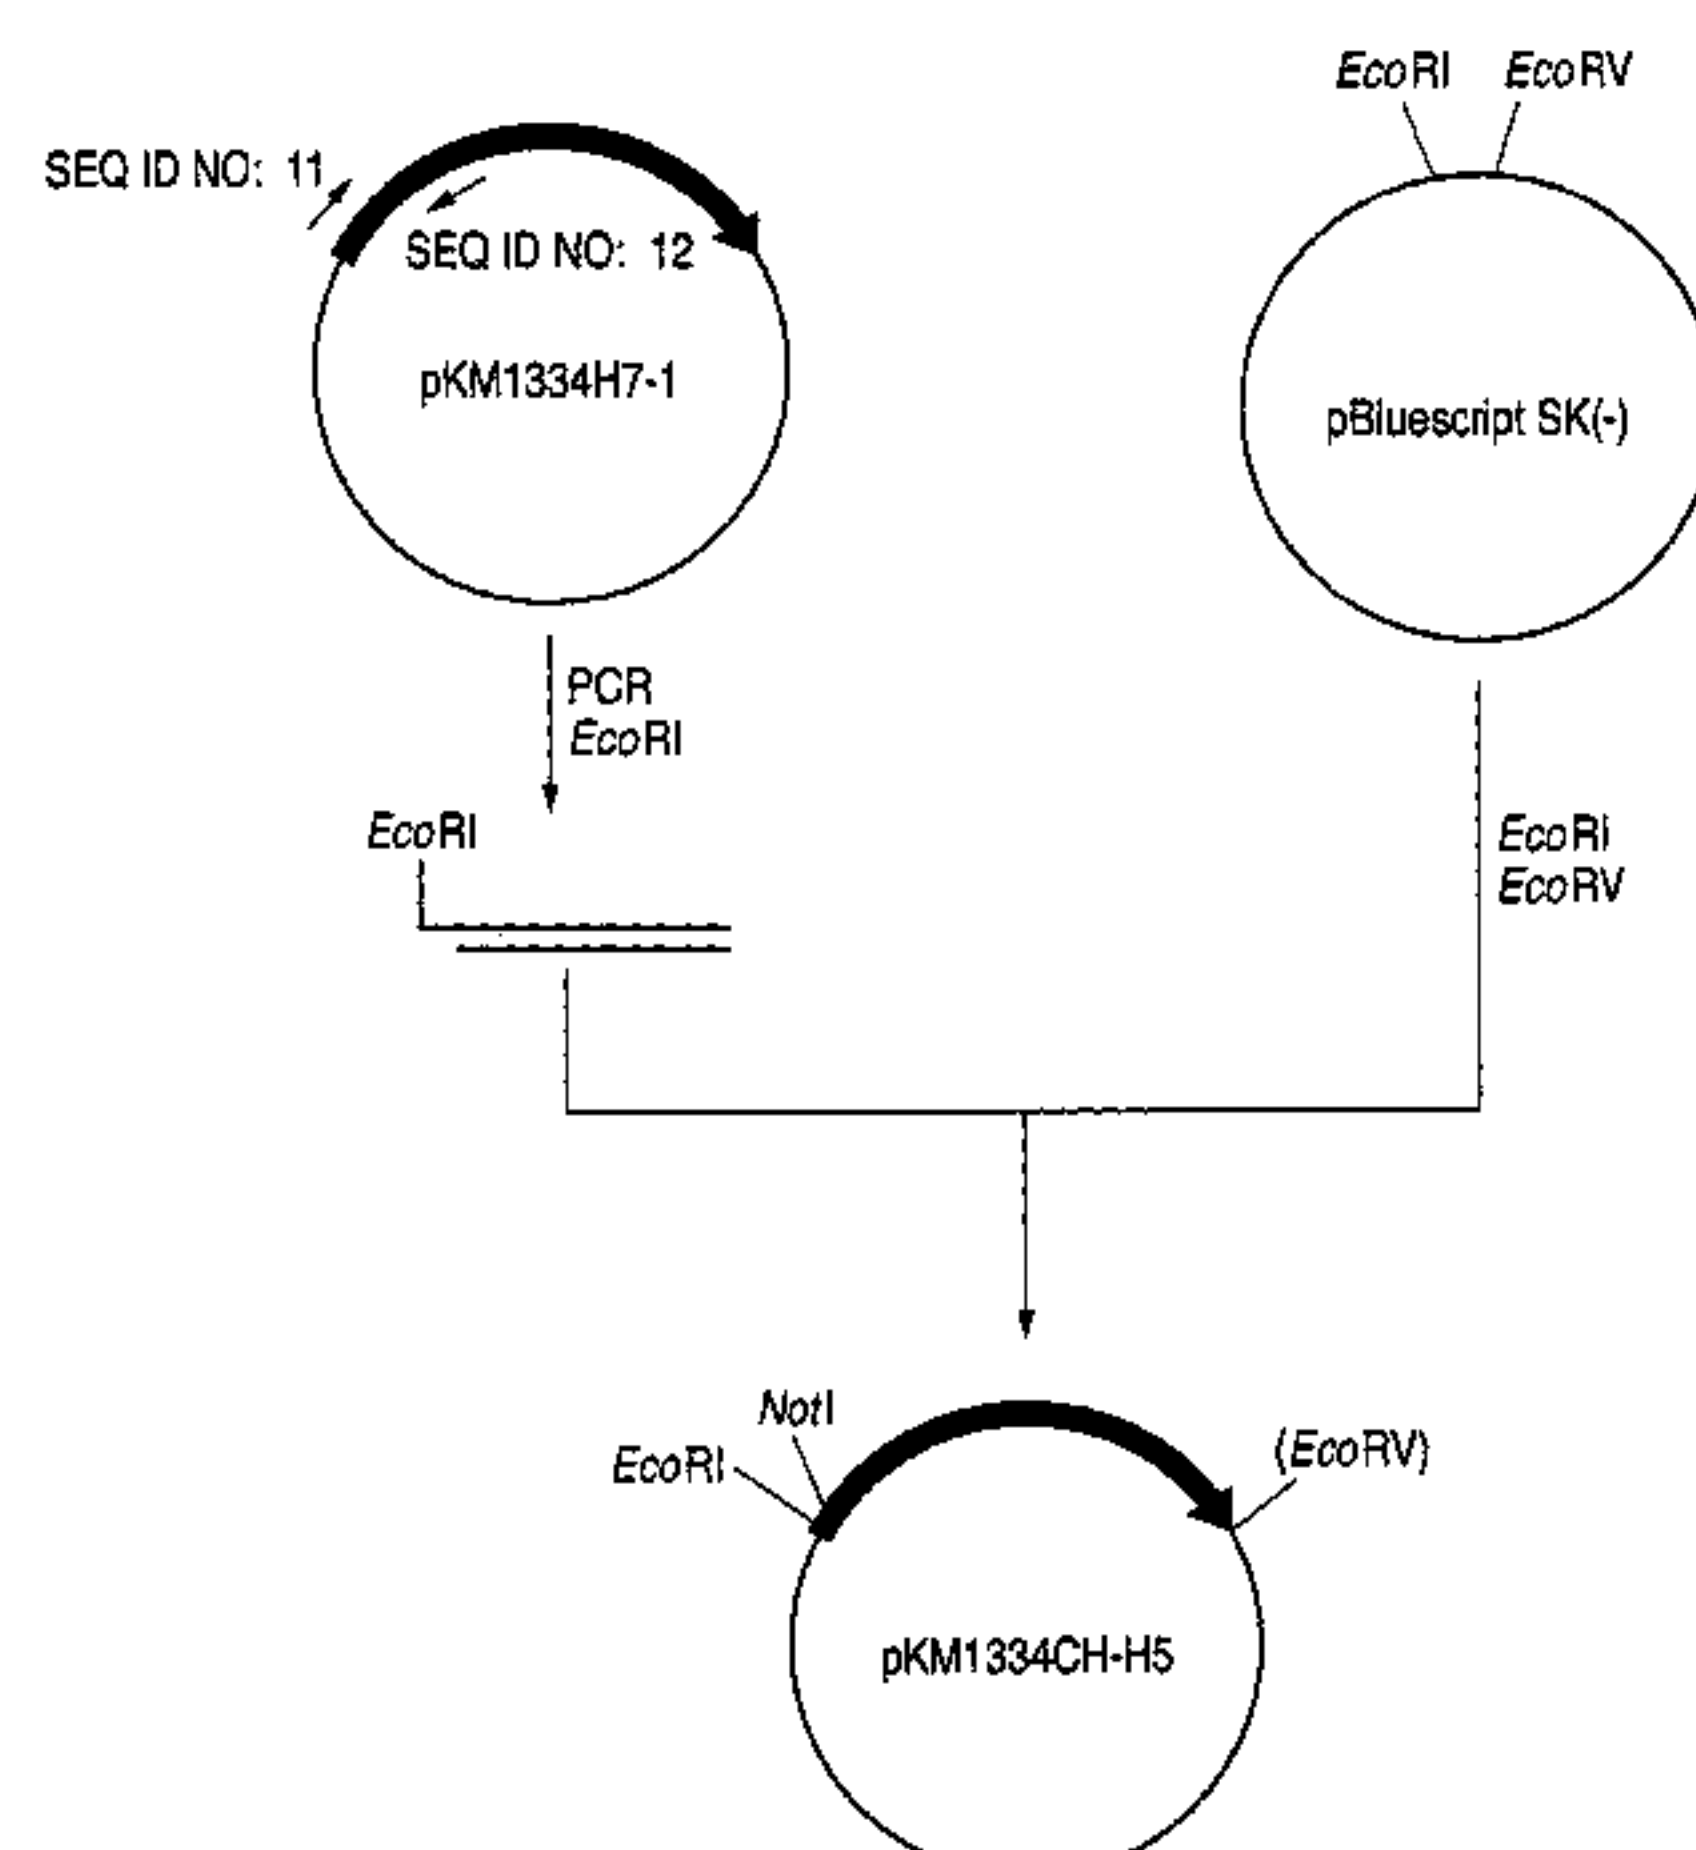 EcoRI EcoRV
SEQ ID NO: 11
SEQ ID NO: 12
pKM1334H7-1
pBluescript SK(-)
PCR
EcoRI
EcoRI
EcoRI
EcoRV
NotI
EcoRI
(EcoRV)
pKM1334CH-H5